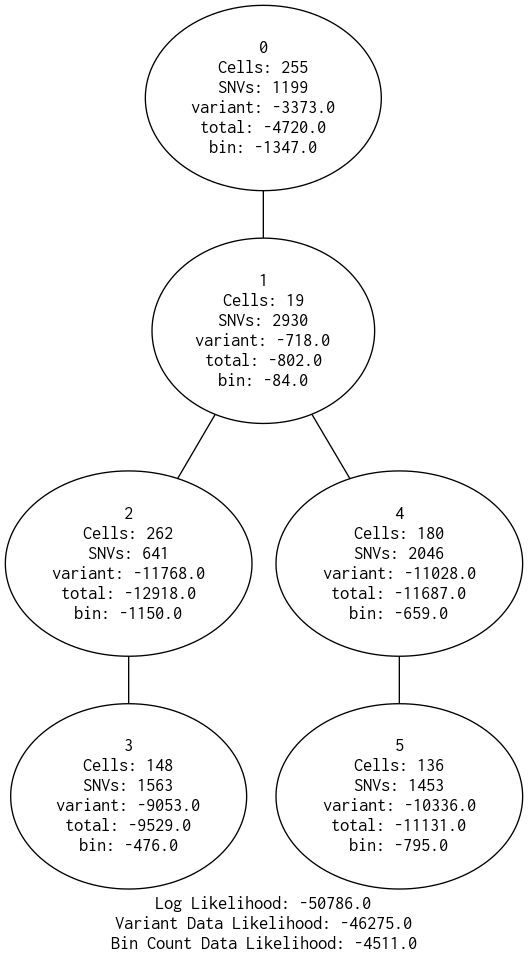 0
Cells: 255
SNVs: 1199
variant: -3373.0
total: -4720.0
bin: -1347.0
1
Cells: 19
SNVs: 2930
variant: -718.0
total: -802.0
bin: -84.0
2
Cells: 262
SNVs: 641
variant: -11768.0
total: -12918.0
bin: -1150.0
4
Cells: 180
SNVs: 2046
variant: -11028.0
total: -11687.0
bin: -659.0
3
Cells: 148
SNVs: 1563
variant: -9053.0
total: -9529.0
bin: -476.0
5
Cells: 136
SNVs: 1453
variant: -10336.0
total: -11131.0
bin: -795.0
Log Likelihood: -50786.0
Variant Data Likelihood: -46275.0
Bin Count Data Likelihood: -4511.0